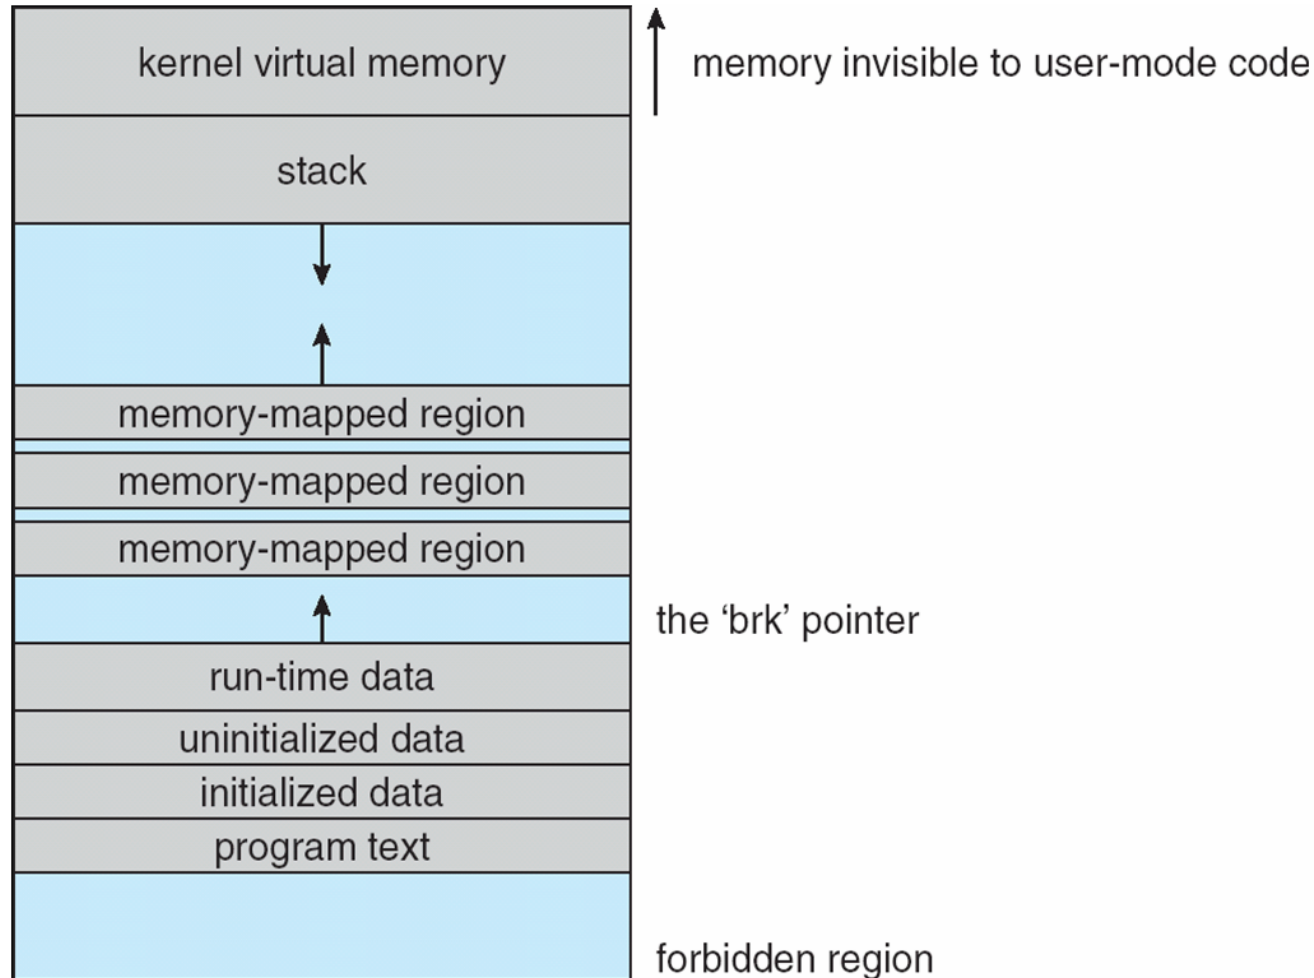 kernel virtual memory
memory invisible to user-mode code
stack
memory-mapped region
memory-mapped region
memory-mapped region
the ‘brk’ pointer
run-time data
uninitialized data
initialized data
program text
forbidden region